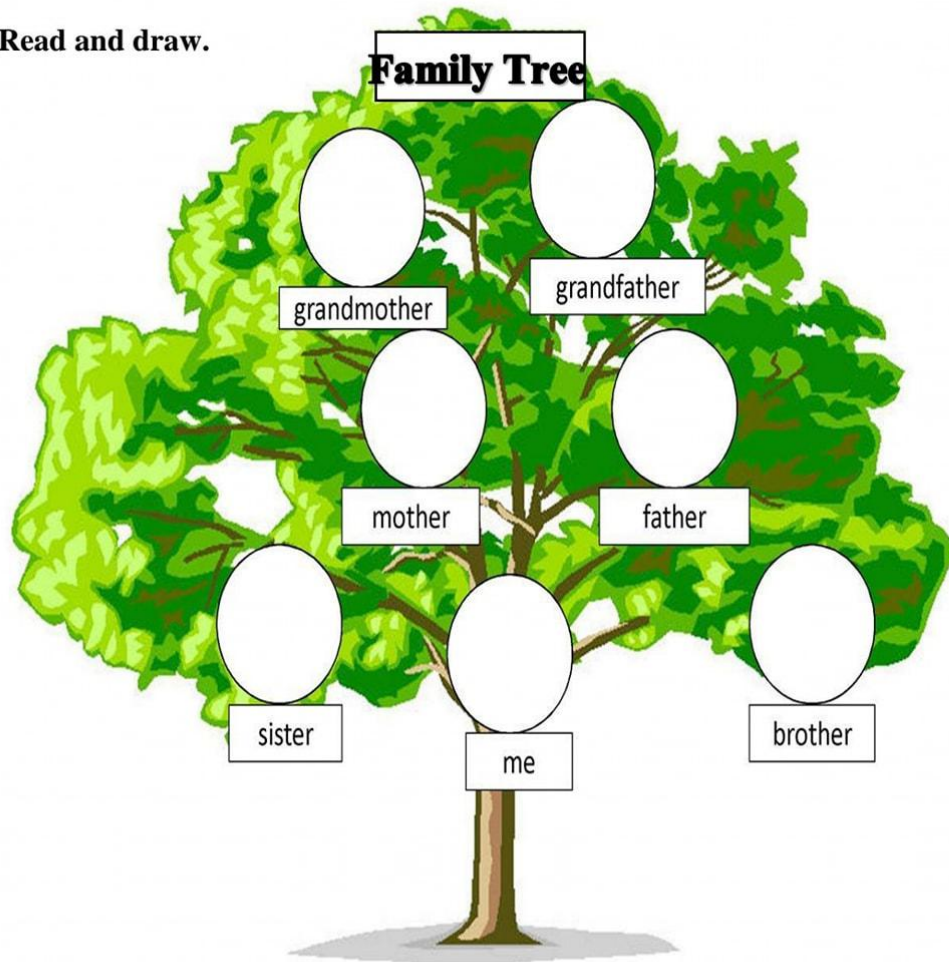 Read and draw.
Family Tree
grandmother
grandfather
mother
father
sister
me
brother